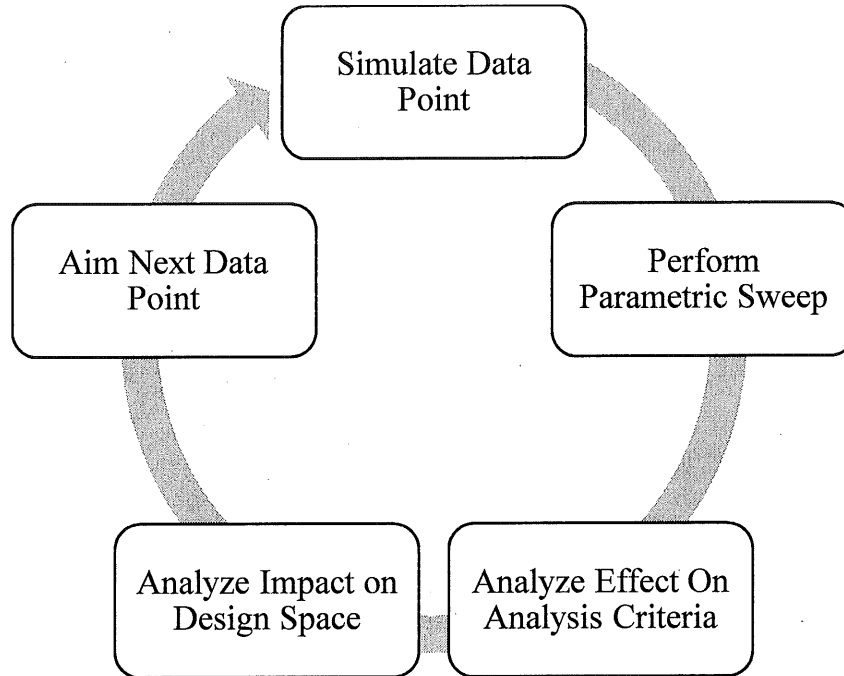 Simulate Data
Point
Perform
Parametric Sweep
Analyze Effect On
Analysis Criteria
Analyze Impact on
Design Space
Aim Next Data
Point